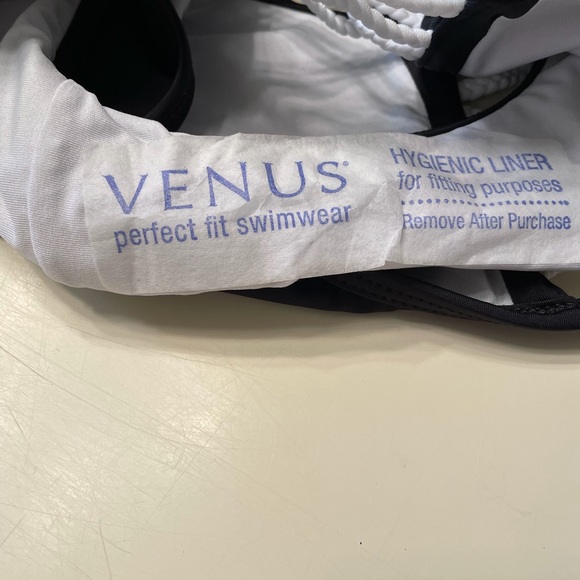 VENUS®
perfect fit swimwear
HYGIENIC LINER
for fitting purposes
Remove After Purchase